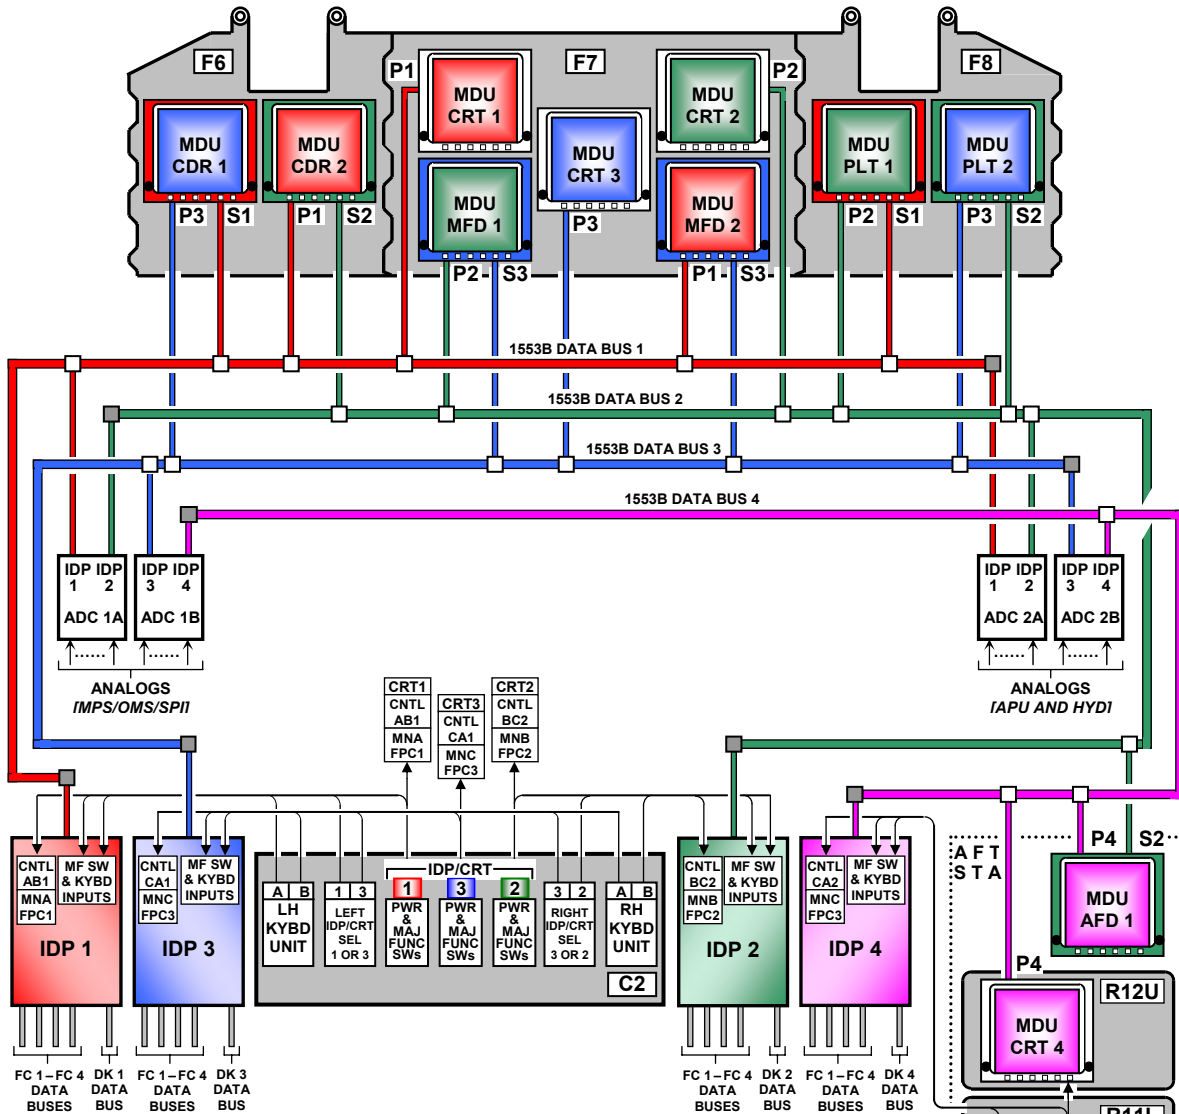 F6
F7
F8
P1
P2
MDU
CRT 1
MDU
CRT 2
MDU
CDR 1
MDU
CDR 2
MDU
CRT 3
MDU
PLT 1
MDU
PLT 2
MDU
MFD 1
MDU
MFD 2
P3
S1
P1
S2
P3
P2
S1
P3
S2
P2
S3
P1
S3
1553B DATA BUS 1
1553B DATA BUS 2
1553B DATA BUS 3
1553B DATA BUS 4
IDP
1
IDP
2
IDP
3
IDP
4
ADC 1A
ADC 1B
ANALOGS
[MPS/OMS/SPI]
IDP
1
IDP
2
IDP
3
IDP
4
ADC 2A
ADC 2B
ANALOGS
[APU AND HYD]
CRT1
CNTL
AB1
MNA
FPC1
CRT3
CNTL
CA1
MNC
FPC3
CRT2
CNTL
BC2
MNB
FPC2
CNTL
AB1
MNA
FPC1
MF SW
& KYBD
INPUTS
IDP 1
CNTL
CA1
MNC
FPC3
MF SW
& KYBD
INPUTS
IDP 3
A B
LH
KYBD
UNIT
1 3
LEFT
IDP/CRT
SEL
1 OR 3
IDP/CRT
1
PWR
&
MAJ
FUNC
SWs
3
PWR
&
MAJ
FUNC
SWs
2
PWR
&
MAJ
FUNC
SWs
3 2
RIGHT
IDP/CRT
SEL
3 OR 2
A B
RH
KYBD
UNIT
C2
CNTL
BC2
MNB
FPC2
MF SW
& KYBD
INPUTS
IDP 2
CNTL
CA2
MNC
FPC3
MF SW
& KYBD
INPUTS
IDP 4
AFT
STA
P4
S2
MDU
AFD 1
P4
R12U
MDU
CRT 4
FC 1 – FC 4
DATA
BUSES
DK 1
DATA
BUS
FC 1 – FC 4
DATA
BUSES
DK 3
DATA
BUS
FC 1 – FC 4
DATA
BUSES
DK 2
DATA
BUS
FC 1 – FC 4
DATA
BUSES
DK 4
DATA
BUS